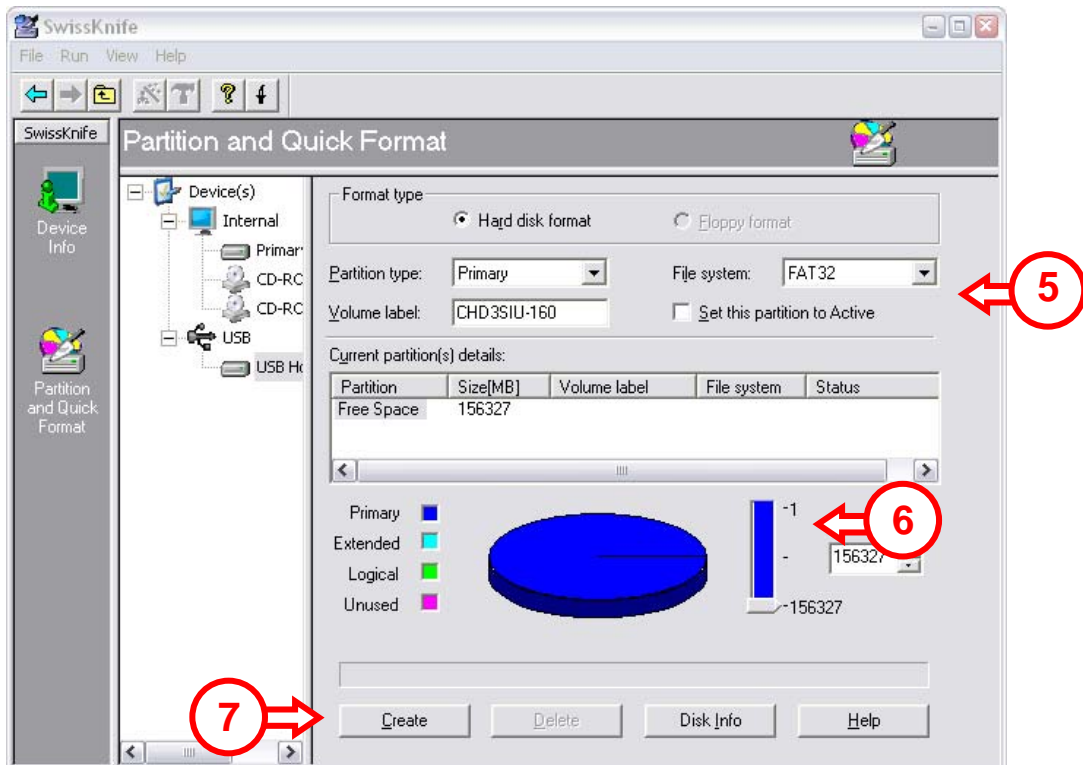 SwissKnife
File Run View Help
SwissKnife
Partition and Quick Format
Device Info
Partition and Quick Format
Device(s)
Internal
Primar
CD-RC
CD-RC
USB
USB Ho
Format type
Hard disk format Floppy format
Partition type: Primary File system: FAT32
5
Volume label: CHD3SIU-160 Set this partition to Active
Current partition(s) details:
Partition Size[MB] Volume label File system Status
Free Space 156327
Primary
Extended
Logical
Unused
-1
6
- 156327
-156327
7
Create Delete Disk Info Help